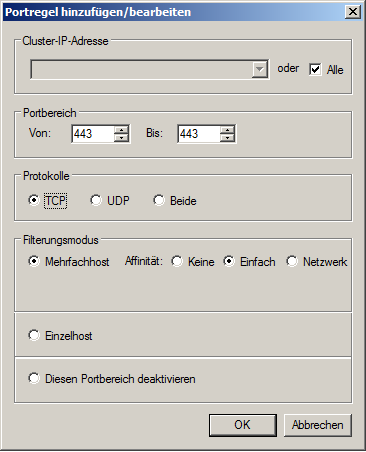 Portregel hinzufügen/bearbeiten
Cluster-IP-Adresse
oder Alle
Portbereich
Von: 443 Bis: 443
Protokolle
TCP UDP Beide
Filterungsmodus
Mehrfachhost Affinität: Keine Einfach Netzwerk
Einzelhost
Diesen Portbereich deaktivieren
OK Abbrechen